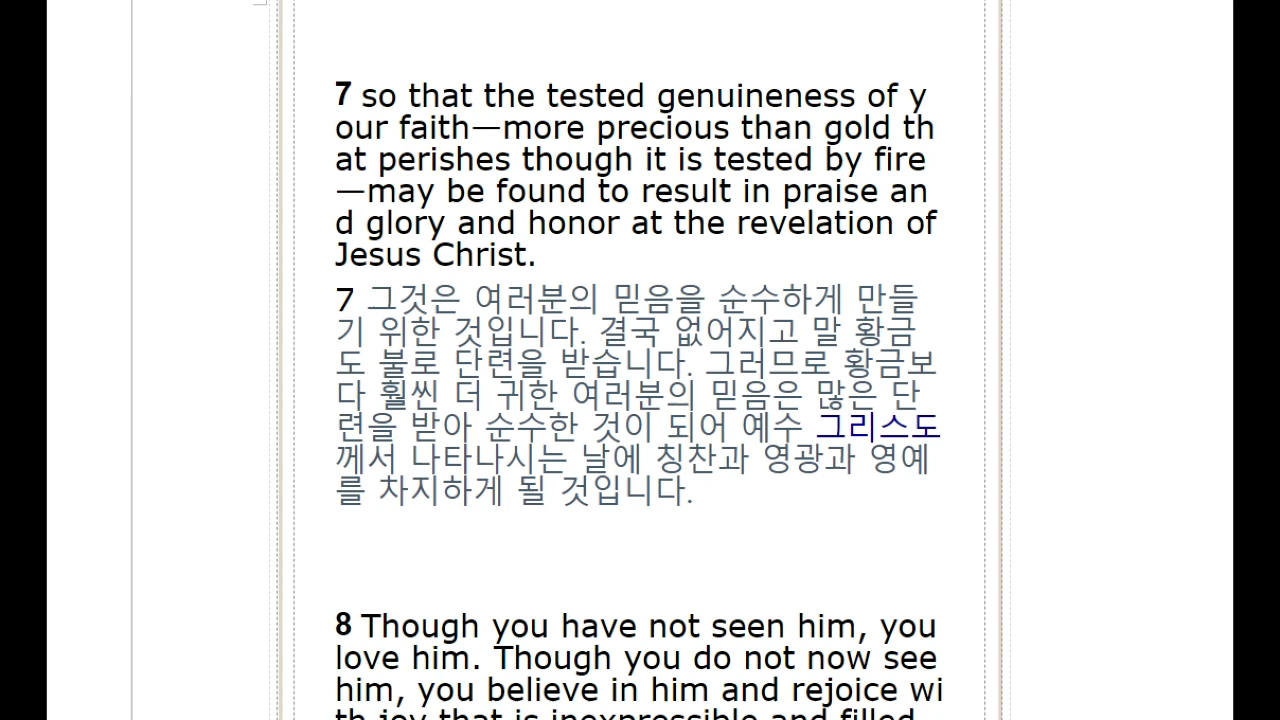 7 so that the tested genuineness of y
our faith—more precious than gold th
at perishes though it is tested by fire
—may be found to result in praise an
d glory and honor at the revelation of
Jesus Christ.
7 그것은 여러분의 믿음을 순수하게 만들
기 위한 것입니다. 결국 없어지고 말 황금
도 불로 단련을 받습니다. 그러므로 황금보
다 훨씬 더 귀한 여러분의 믿음은 많은 단
련을 받아 순수한 것이 되어 예수 그리스도
께서 나타나시는 날에 칭찬과 영광과 영예
를 차지하게 될 것입니다.
8 Though you have not seen him, you
love him. Though you do not now see
him, you believe in him and rejoice wi
th joy that is inexpressible and filled